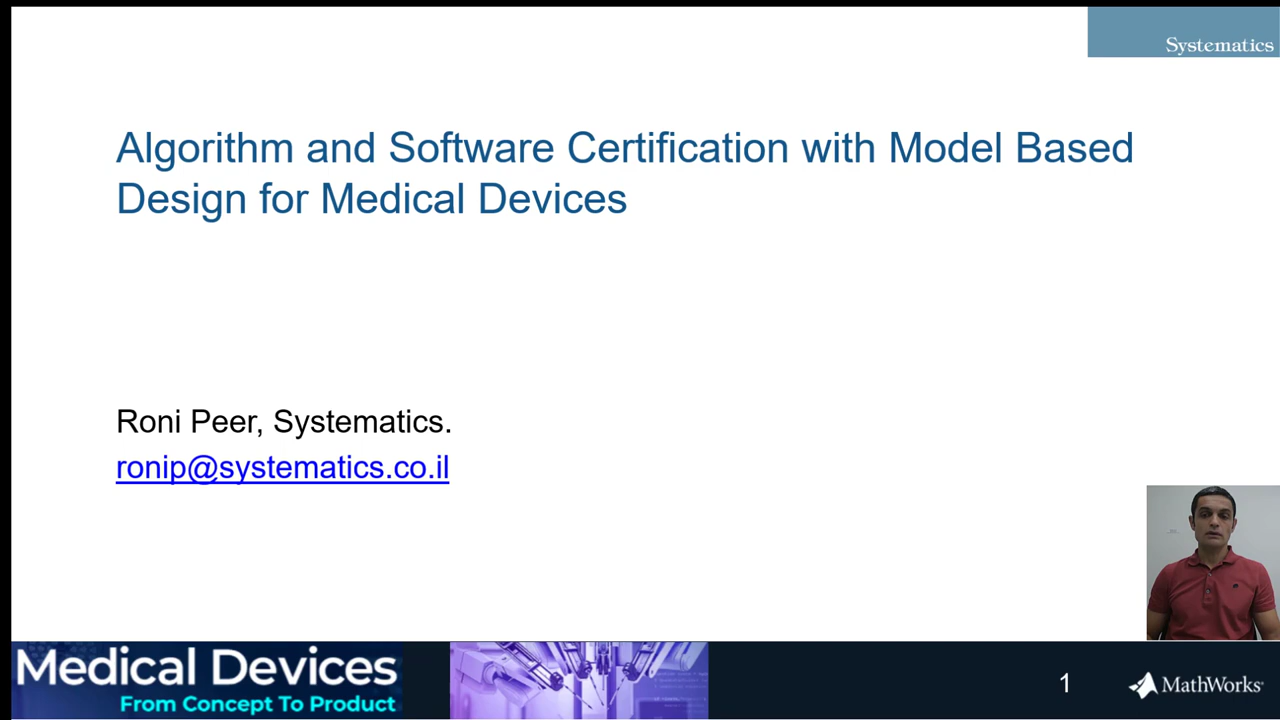 Systematics
Algorithm and Software Certification with Model Based
Design for Medical Devices
Roni Peer, Systematics.
ronip@systematics.co.il
Medical Devices
From Concept To Product
1
MathWorks